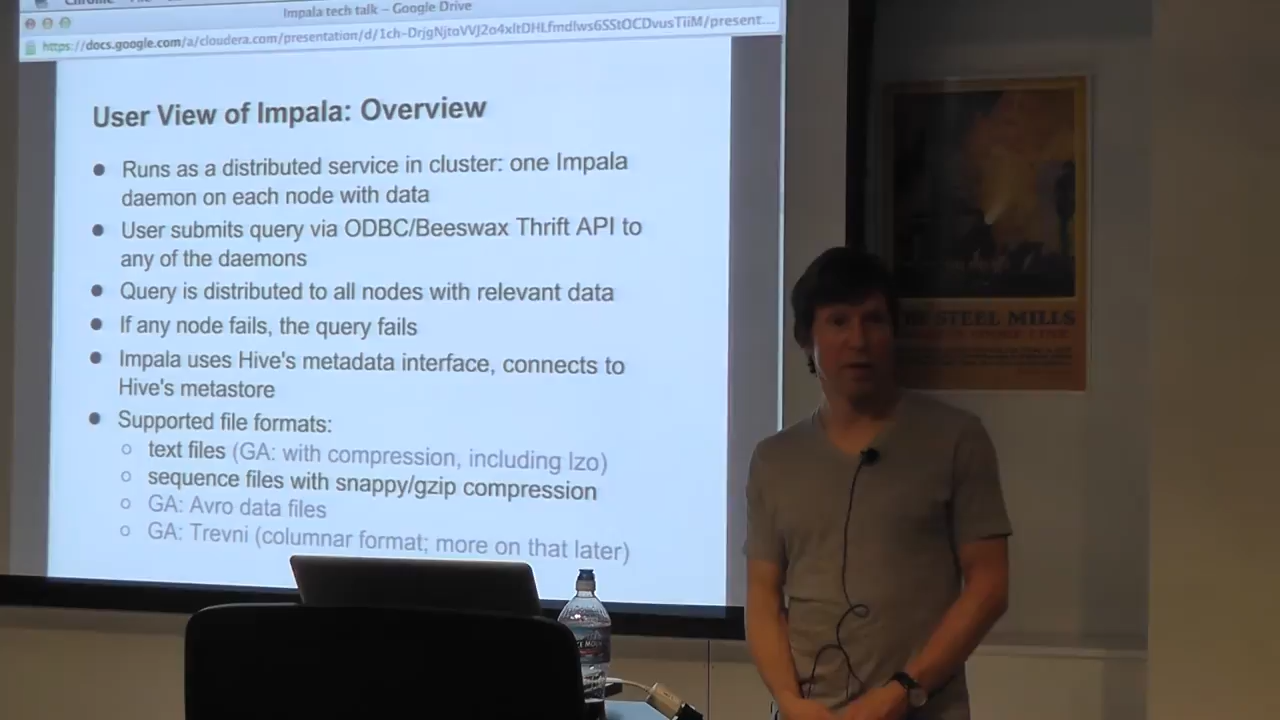 Impala tech talk – Google Drive
https://docs.google.com/a/cloudera.com/presentation/d/1ch-DrjgNjtoVVJ2o4xltDHLfmdlws6SStOCDvusTiiM/present...
User View of Impala: Overview
● Runs as a distributed service in cluster: one Impala
daemon on each node with data
● User submits query via ODBC/Beeswax Thrift API to
any of the daemons
● Query is distributed to all nodes with relevant data
● If any node fails, the query fails
● Impala uses Hive's metadata interface, connects to
Hive's metastore
● Supported file formats:
○ text files (GA: with compression, including lzo)
○ sequence files with snappy/gzip compression
○ GA: Avro data files
○ GA: Trevni (columnar format; more on that later)
STEEL MILLS